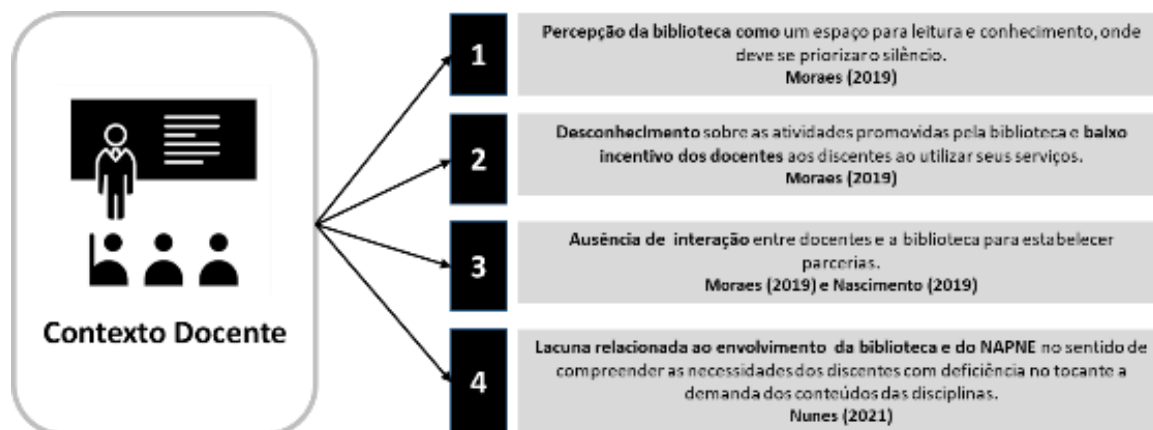 Contexto Docente
1
Percepção da biblioteca como um espaço para leitura e conhecimento, onde
deve se priorizar o silêncio.
Moraes (2019)
2
Desconhecimento sobre as atividades promovidas pela biblioteca e baixo
incentivo dos docentes aos discentes ao utilizar seus serviços.
Moraes (2019)
3
Ausência de interação entre docentes e a biblioteca para estabelecer
parcerias.
Moraes (2019) e Nascimento (2019)
4
Lacuna relacionada ao envolvimento da biblioteca e do NAPNE no sentido de
compreender as necessidades dos discentes com deficiência no tocante a
demanda dos conteúdos das disciplinas.
Nunes (2021)